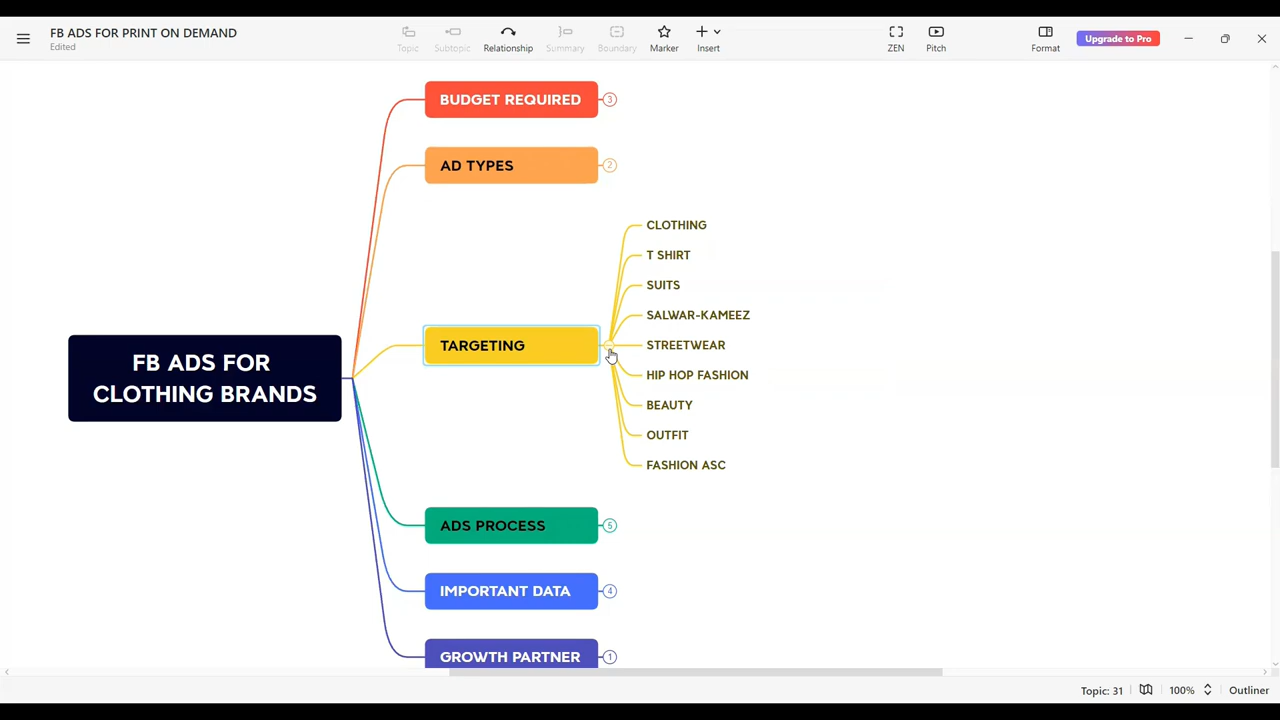 FB ADS FOR PRINT ON DEMAND
Edited
Topic
Subtopic
Relationship
Summary
Boundary
Marker
Insert
ZEN
Pitch
Format
Upgrade to Pro
BUDGET REQUIRED
3
AD TYPES
2
CLOTHING
T SHIRT
SUITS
SALWAR-KAMEEZ
TARGETING
STREETWEAR
HIP HOP FASHION
BEAUTY
OUTFIT
FASHION ASC
FB ADS FOR
CLOTHING BRANDS
ADS PROCESS
5
IMPORTANT DATA
4
GROWTH PARTNER
1
Topic: 31
100%
Outliner